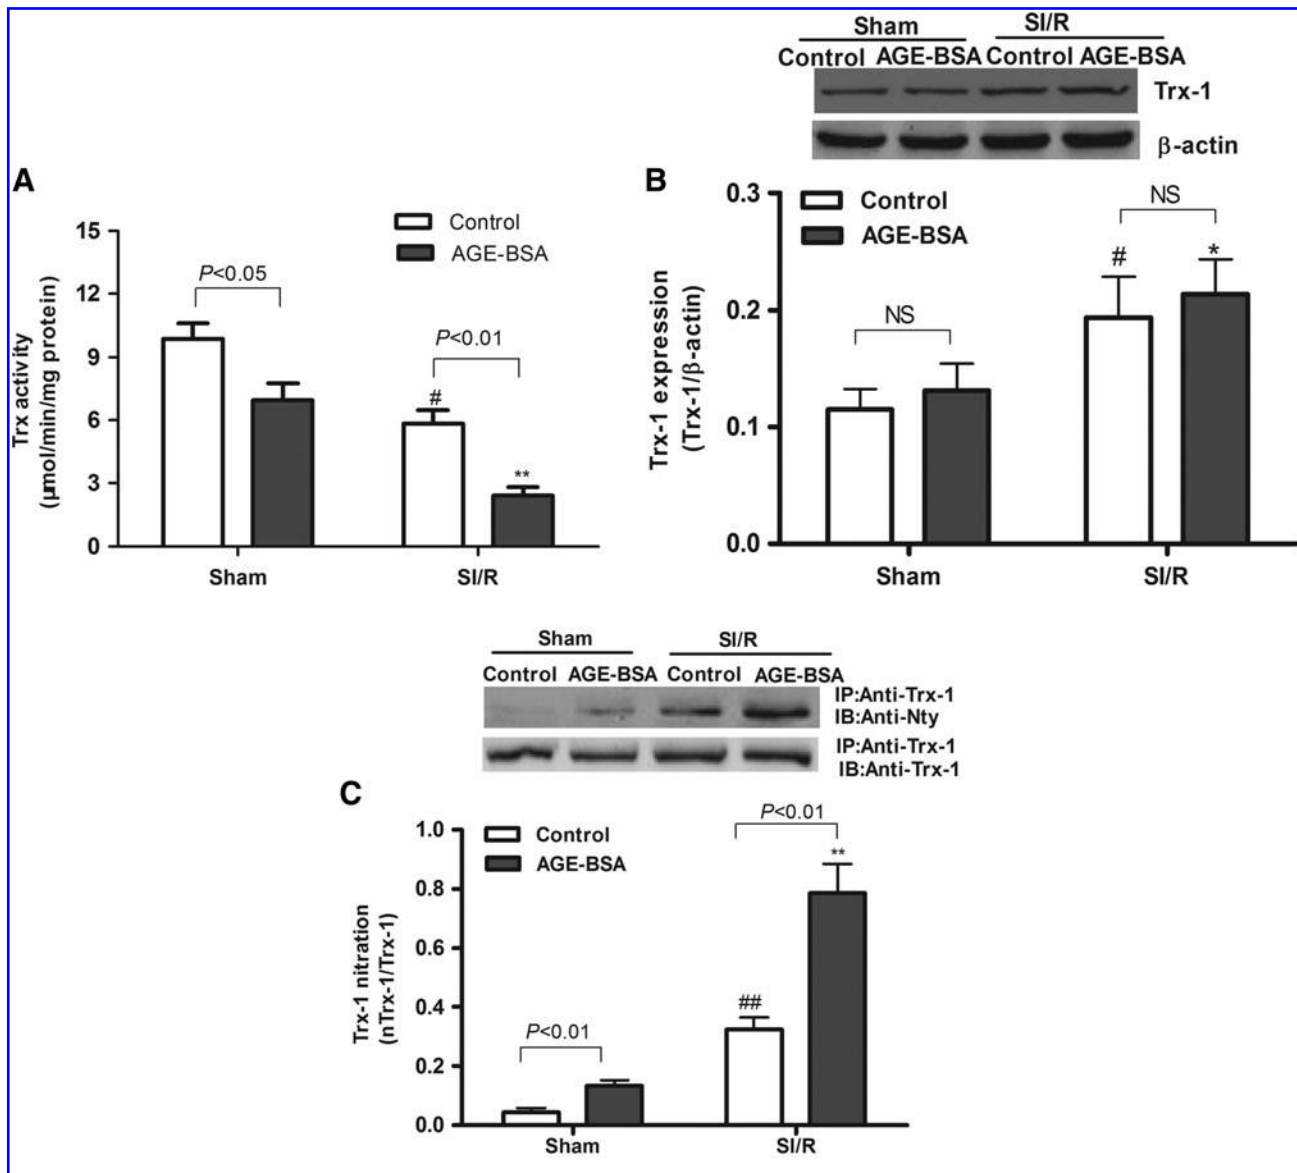 Sham SI/R
Control AGE-BSA Control AGE-BSA
Trx-1
β-actin
A
Control
AGE-BSA
15
12
9
6
3
0
Trx activity
(μmol/min/mg protein)
P<0.05
P<0.01
#
**
Sham SI/R
B
Control
AGE-BSA
0.3
0.2
0.1
0.0
Trx-1 expression
(Trx-1/β-actin)
NS
NS
#
*
Sham SI/R
Sham SI/R
Control AGE-BSA Control AGE-BSA
IP:Anti-Trx-1
IB:Anti-Nty
IP:Anti-Trx-1
IB:Anti-Trx-1
C
Control
AGE-BSA
1.0
0.8
0.6
0.4
0.2
0.0
Trx-1 nitration
(nTrx-1/Trx-1)
P<0.01
P<0.01
##
**
Sham SI/R